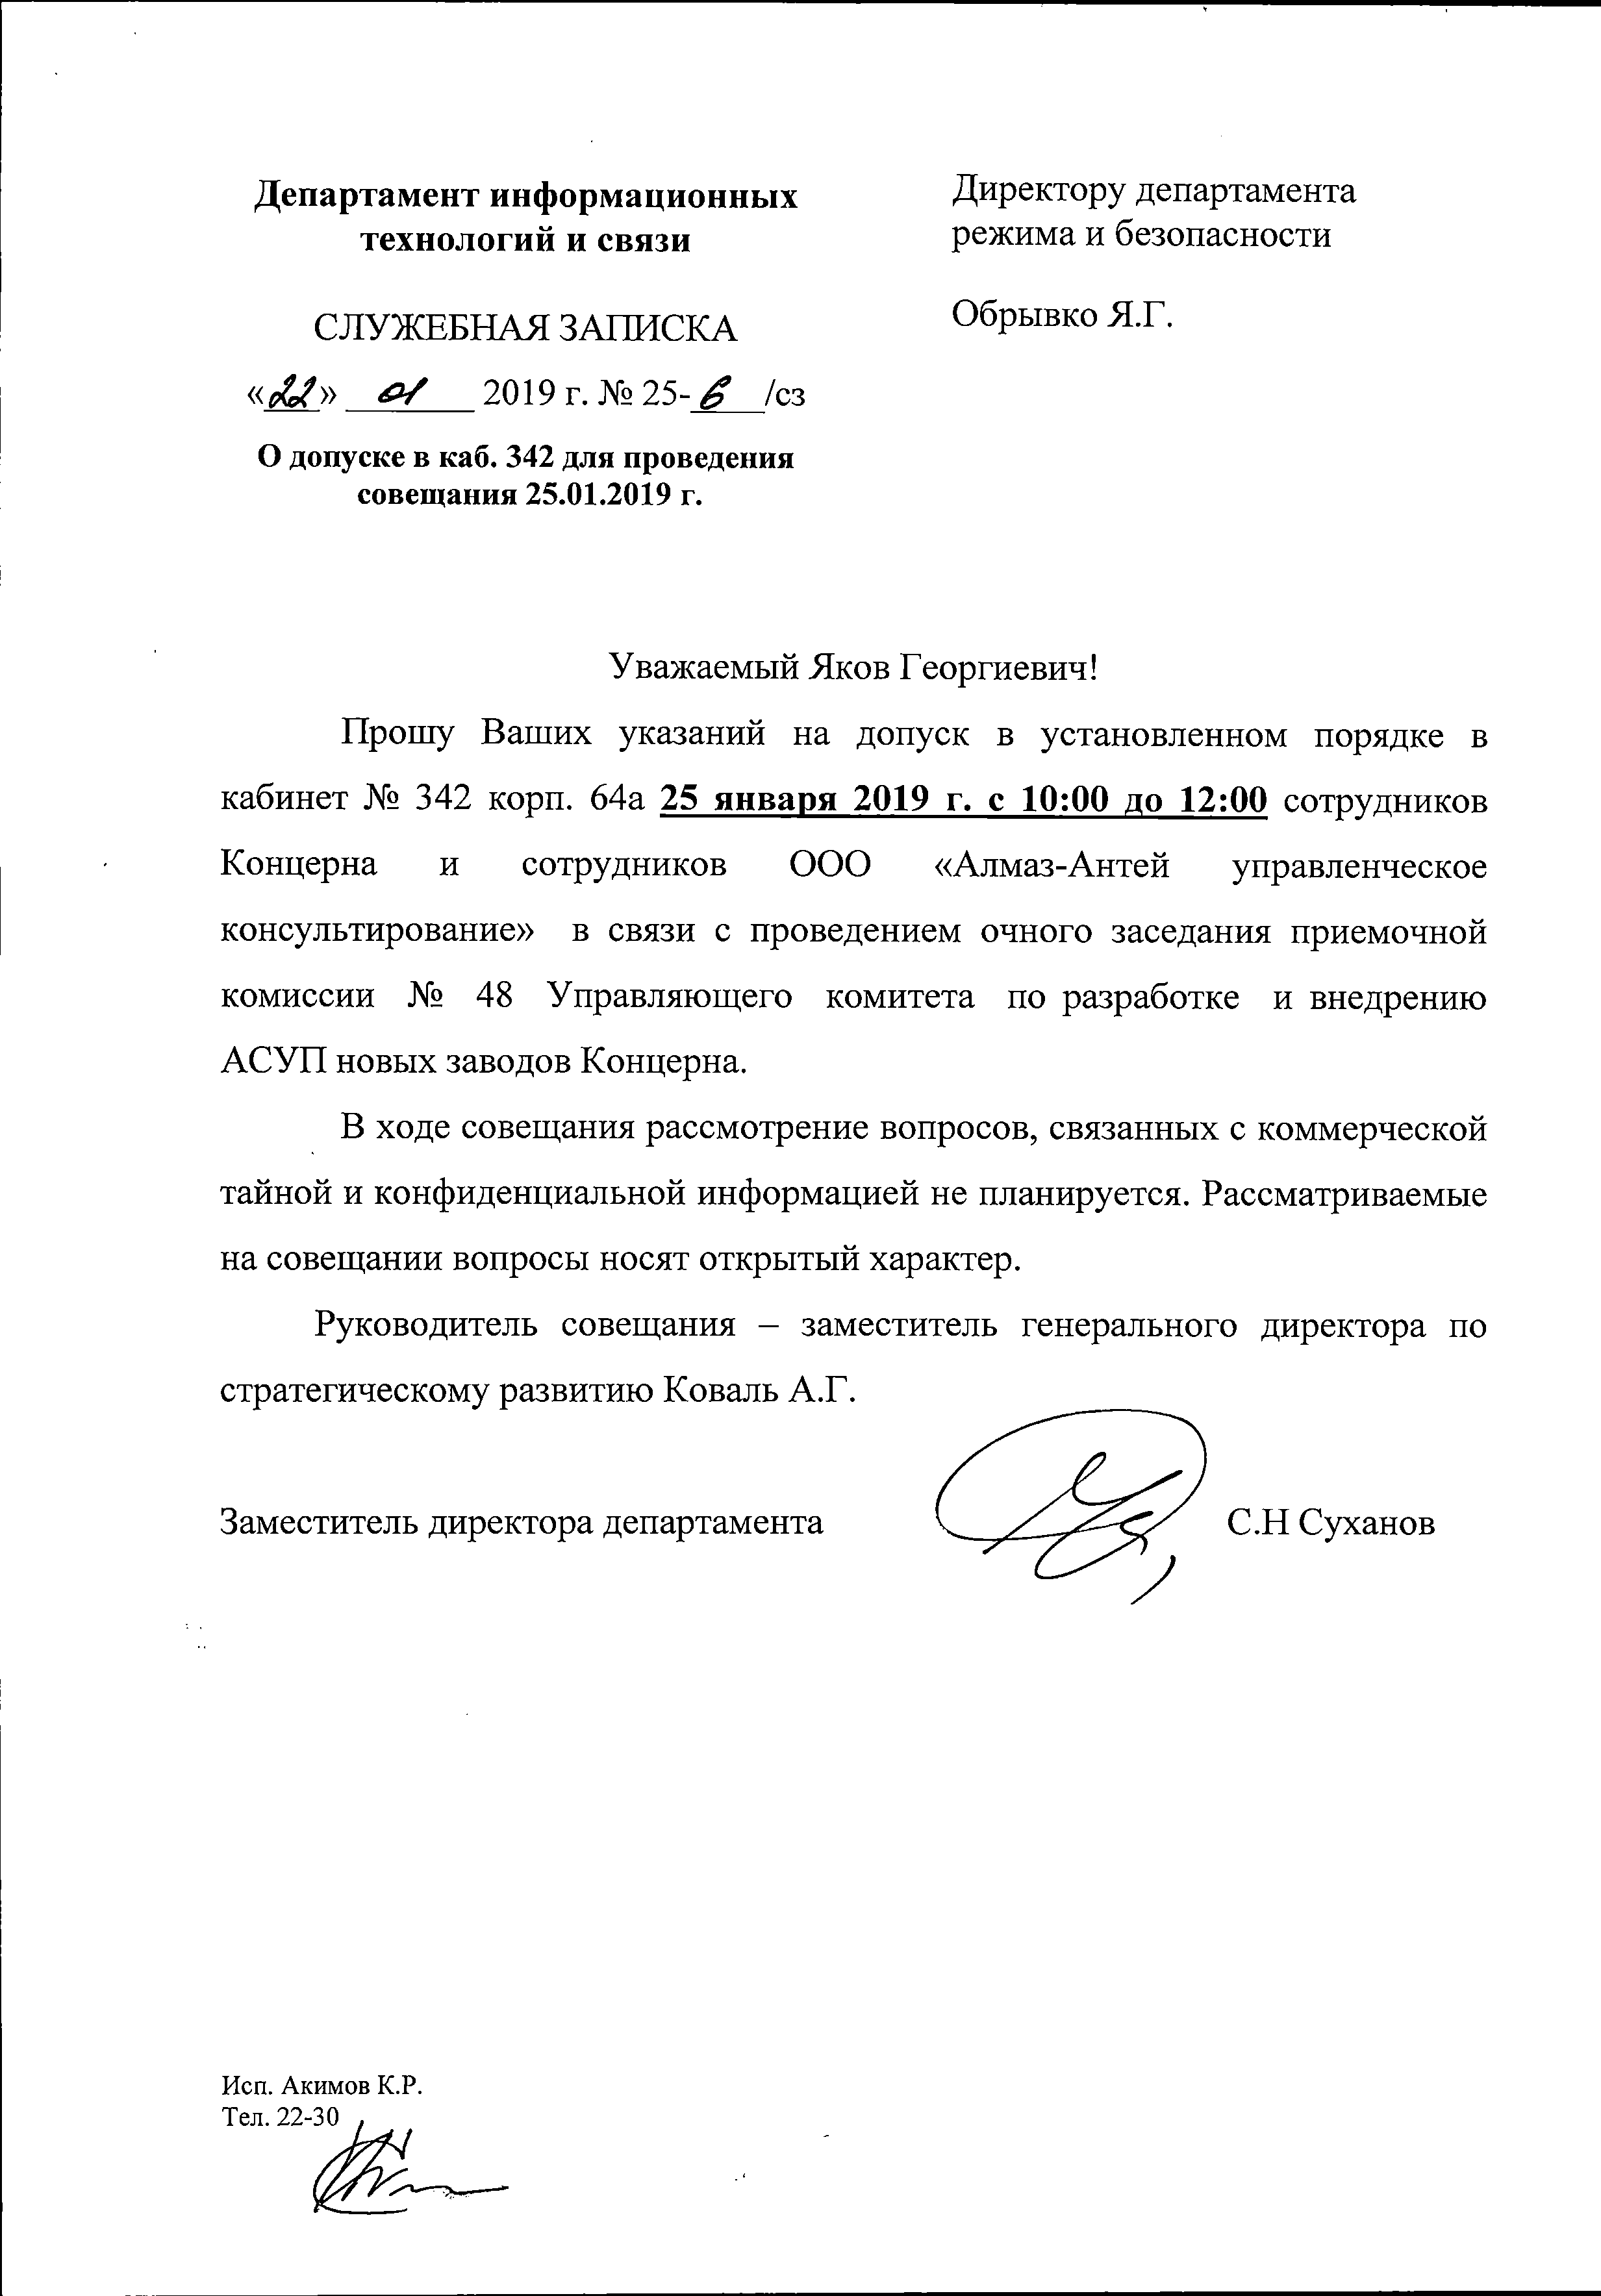 Департамент информационных
технологий и связи
СЛУЖЕБНАЯ ЗАПИСКА
«22» 01 2019 г. № 25-6 /сз
О допуске в каб. 342 для проведения
совещания 25.01.2019 г.
Директору департамента
режима и безопасности
Обрывко Я.Г.
Уважаемый Яков Георгиевич!
Прошу Ваших указаний на допуск в установленном порядке в
кабинет № 342 корп. 64а 25 января 2019 г. с 10:00 до 12:00 сотрудников
Концерна и сотрудников ООО «Алмаз-Антей управленческое
консультирование» в связи с проведением очного заседания приемочной
комиссии № 48 Управляющего комитета по разработке и внедрению
АСУП новых заводов Концерна.
В ходе совещания рассмотрение вопросов, связанных с коммерческой
тайной и конфиденциальной информацией не планируется. Рассматриваемые
на совещании вопросы носят открытый характер.
Руководитель совещания – заместитель генерального директора по
стратегическому развитию Коваль А.Г.
Заместитель директора департамента С.Н Суханов
Исп. Акимов К.Р.
Тел. 22-30